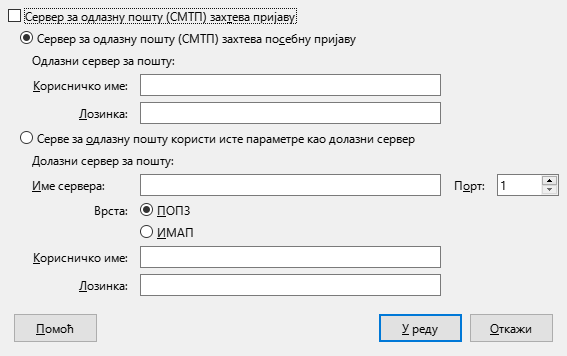 Сервер за одлазну пошту (СМТП) захтева пријаву
Сервер за одлазну пошту (СМТП) захтева посебну пријаву
Одлазни сервер за пошту:
Корисничко име:
Лозинка:
Серве за одлазну пошту користи исте параметре као долазни сервер
Долазни сервер за пошту:
Име сервера:
Порт: 1
Врста: ПОП3
ИМАП
Корисничко име:
Лозинка:
Помоћ У реду Откажи